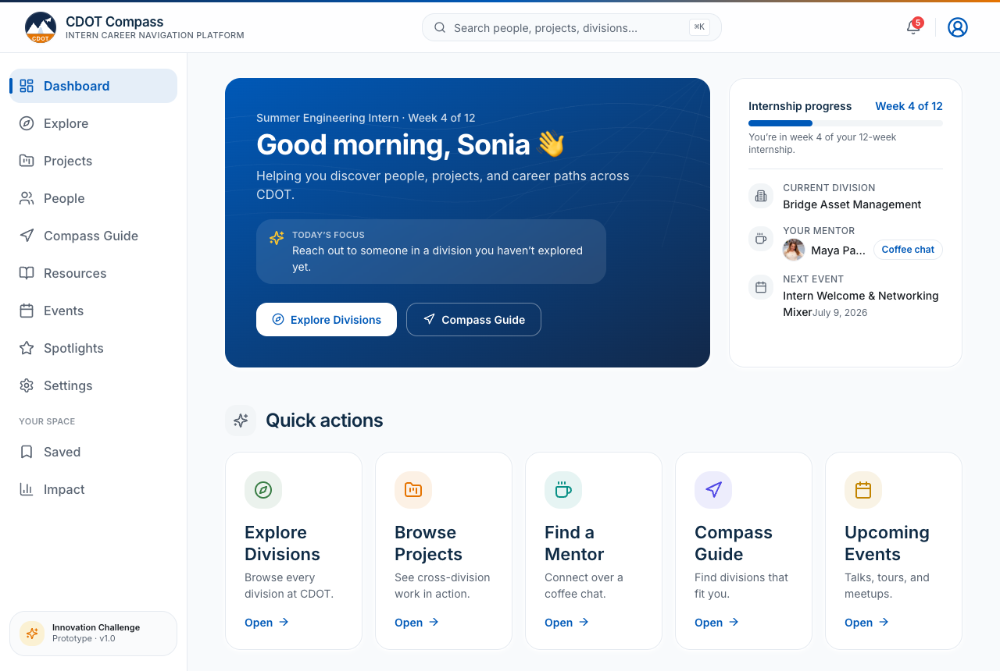 CDOT
CDOT Compass
INTERN CAREER NAVIGATION PLATFORM
Search people, projects, divisions...
⌘K
5
Dashboard
Explore
Projects
People
Compass Guide
Resources
Events
Spotlights
Settings
YOUR SPACE
Saved
Impact
Innovation Challenge
Prototype · v1.0
Summer Engineering Intern · Week 4 of 12
Good morning, Sonia 👋
Helping you discover people, projects, and career paths across
CDOT.
TODAY'S FOCUS
Reach out to someone in a division you haven't explored
yet.
Explore Divisions
Compass Guide
Internship progress
Week 4 of 12
You're in week 4 of your 12-week
internship.
CURRENT DIVISION
Bridge Asset Management
YOUR MENTOR
Maya Pa...
Coffee chat
NEXT EVENT
Intern Welcome & Networking
MixerJuly 9, 2026
Quick actions
Explore
Divisions
Browse every
division at CDOT.
Open
Browse
Projects
See cross-division
work in action.
Open
Find a
Mentor
Connect over a
coffee chat.
Open
Compass
Guide
Find divisions that
fit you.
Open
Upcoming
Events
Talks, tours, and
meetups.
Open